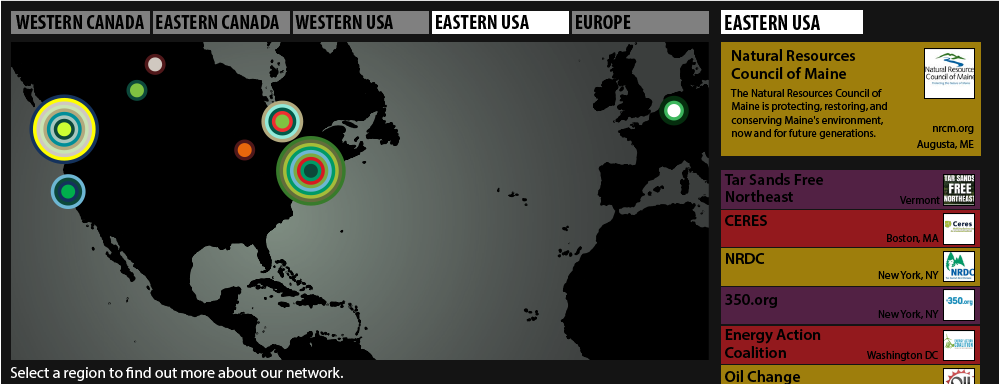 WESTERN CANADA
EASTERN CANADA
WESTERN USA
EASTERN USA
EUROPE
Select a region to find out more about our network.
EASTERN USA
Natural Resources
Council of Maine
The Natural Resources Council of
Maine is protecting, restoring, and
conserving Maine's environment,
now and for future generations.
Natural Resource
Council of Maine
nrcm.org
Augusta, ME
Tar Sands Free
Northeast
Vermont
TAR SANDS
FREE
NORTHEAST
CERES
Boston, MA
Ceres
NRDC
New York, NY
NRDC
350.org
New York, NY
350.org
Energy Action
Coalition
Washington DC
COALITION
Oil Change
OIL